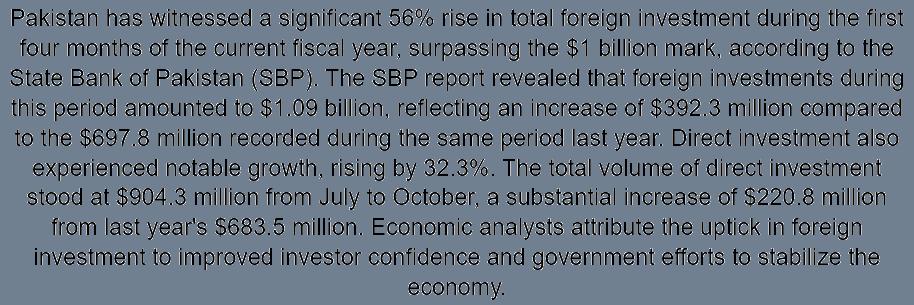 Pakistan has witnessed a significant 56% rise in total foreign investment during the first
four months of the current fiscal year, surpassing the $1 billion mark, according to the
State Bank of Pakistan (SBP). The SBP report revealed that foreign investments during
this period amounted to $1.09 billion, reflecting an increase of $392.3 million compared
to the $697.8 million recorded during the same period last year. Direct investment also
experienced notable growth, rising by 32.3%. The total volume of direct investment
stood at $904.3 million from July to October, a substantial increase of $220.8 million
from last year's $683.5 million. Economic analysts attribute the uptick in foreign
investment to improved investor confidence and government efforts to stabilize the
economy.